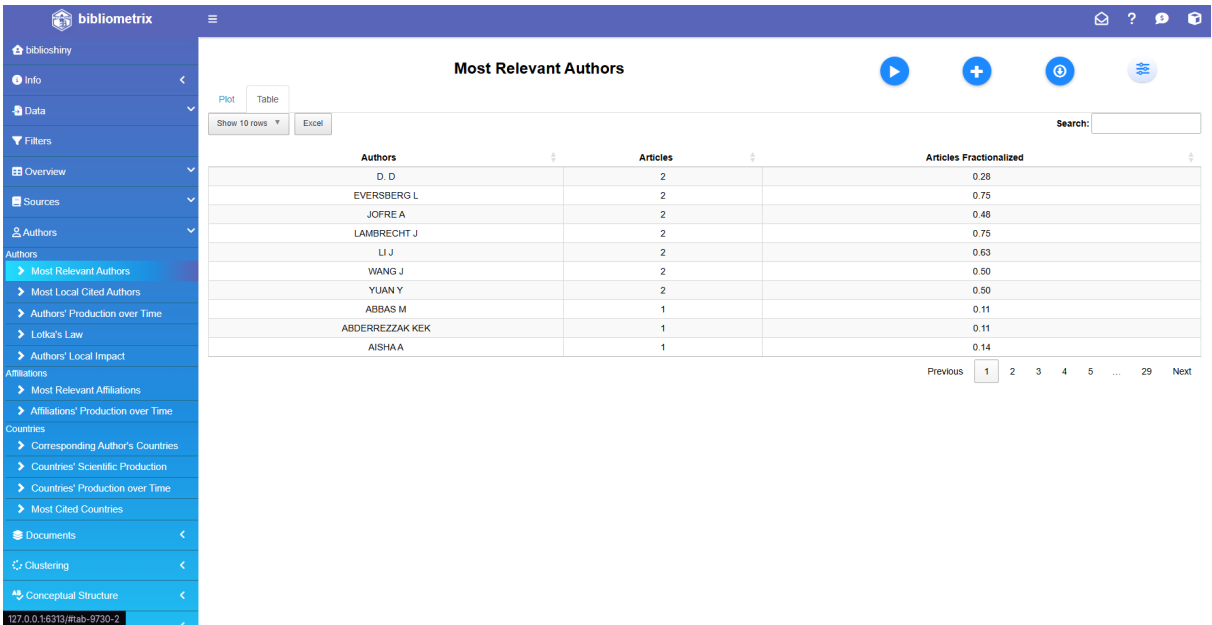 bibliometrix
biblioshiny
Info
Data
Filters
Overview
Sources
Authors
Authors
Most Relevant Authors
Most Local Cited Authors
Authors' Production over Time
Lotka's Law
Authors' Local Impact
Affiliations
Most Relevant Affiliations
Affiliations' Production over Time
Countries
Corresponding Author's Countries
Countries' Scientific Production
Countries' Production over Time
Most Cited Countries
Documents
Clustering
Conceptual Structure
127.0.0.1:6313/#tab-9730-2
Most Relevant Authors
Plot Table
Show 10 rows Excel Search:
Authors Articles Articles Fractionalized
D. D 2 0.28
EVERSBERG L 2 0.75
JOFRE A 2 0.48
LAMBRECHT J 2 0.75
LI J 2 0.63
WANG J 2 0.50
YUAN Y 2 0.50
ABBAS M 1 0.11
ABDERREZZAK KEK 1 0.11
AISHA A 1 0.14
Previous 1 2 3 4 5 … 29 Next